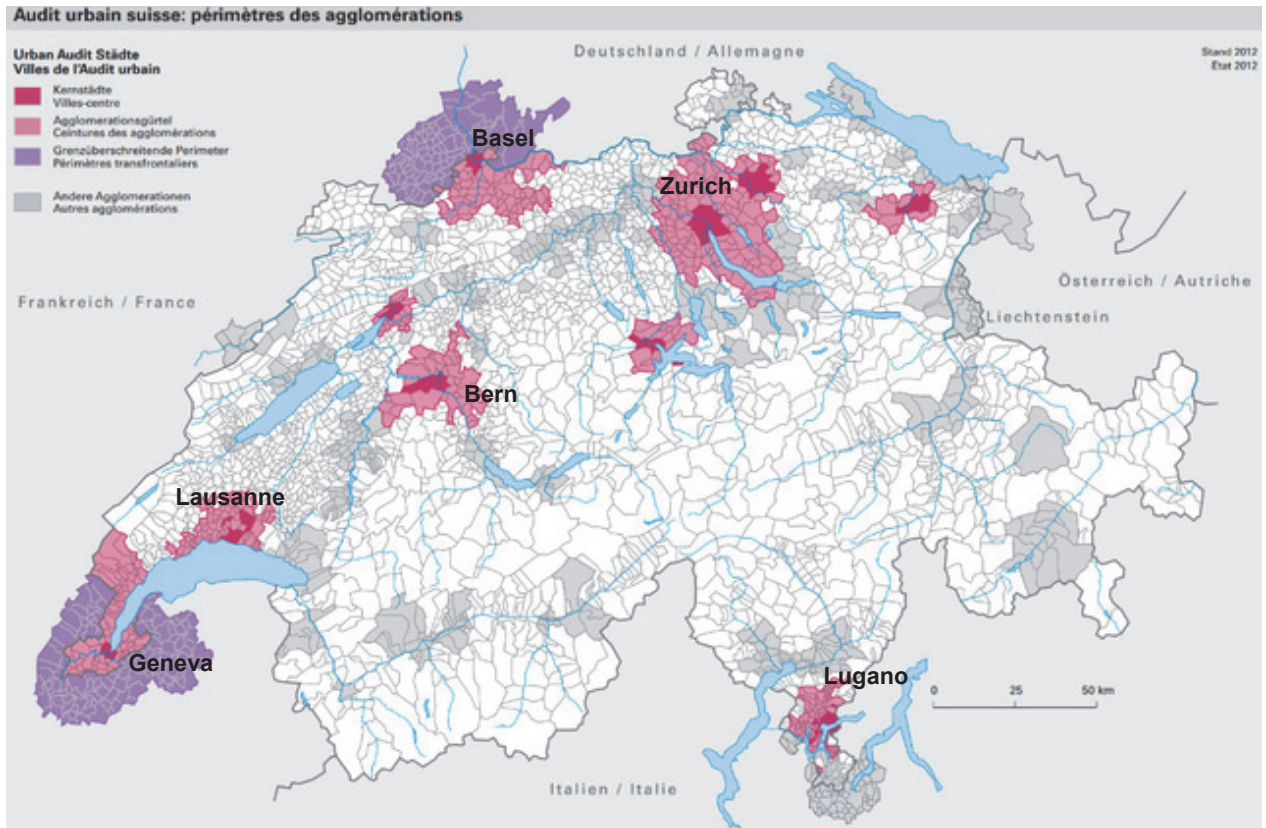 Audit urbain suisse: périmètres des agglomérations
Urban Audit Städte
Villes de l'Audit urbain
Kernstädte
Villes-centre
Agglomerationsgürtel
Ceintures des agglomérations
Grenzüberschreitende Perimeter
Périmètres transfrontaliers
Andere Agglomerationen
Autres agglomérations
Deutschland / Allemagne
Stand 2012
Etat 2012
Basel
Zurich
Österreich / Autriche
Frankreich / France
Liechtenstein
Bern
Lausanne
Geneva
Lugano
0 25 50 km
Italien / Italie